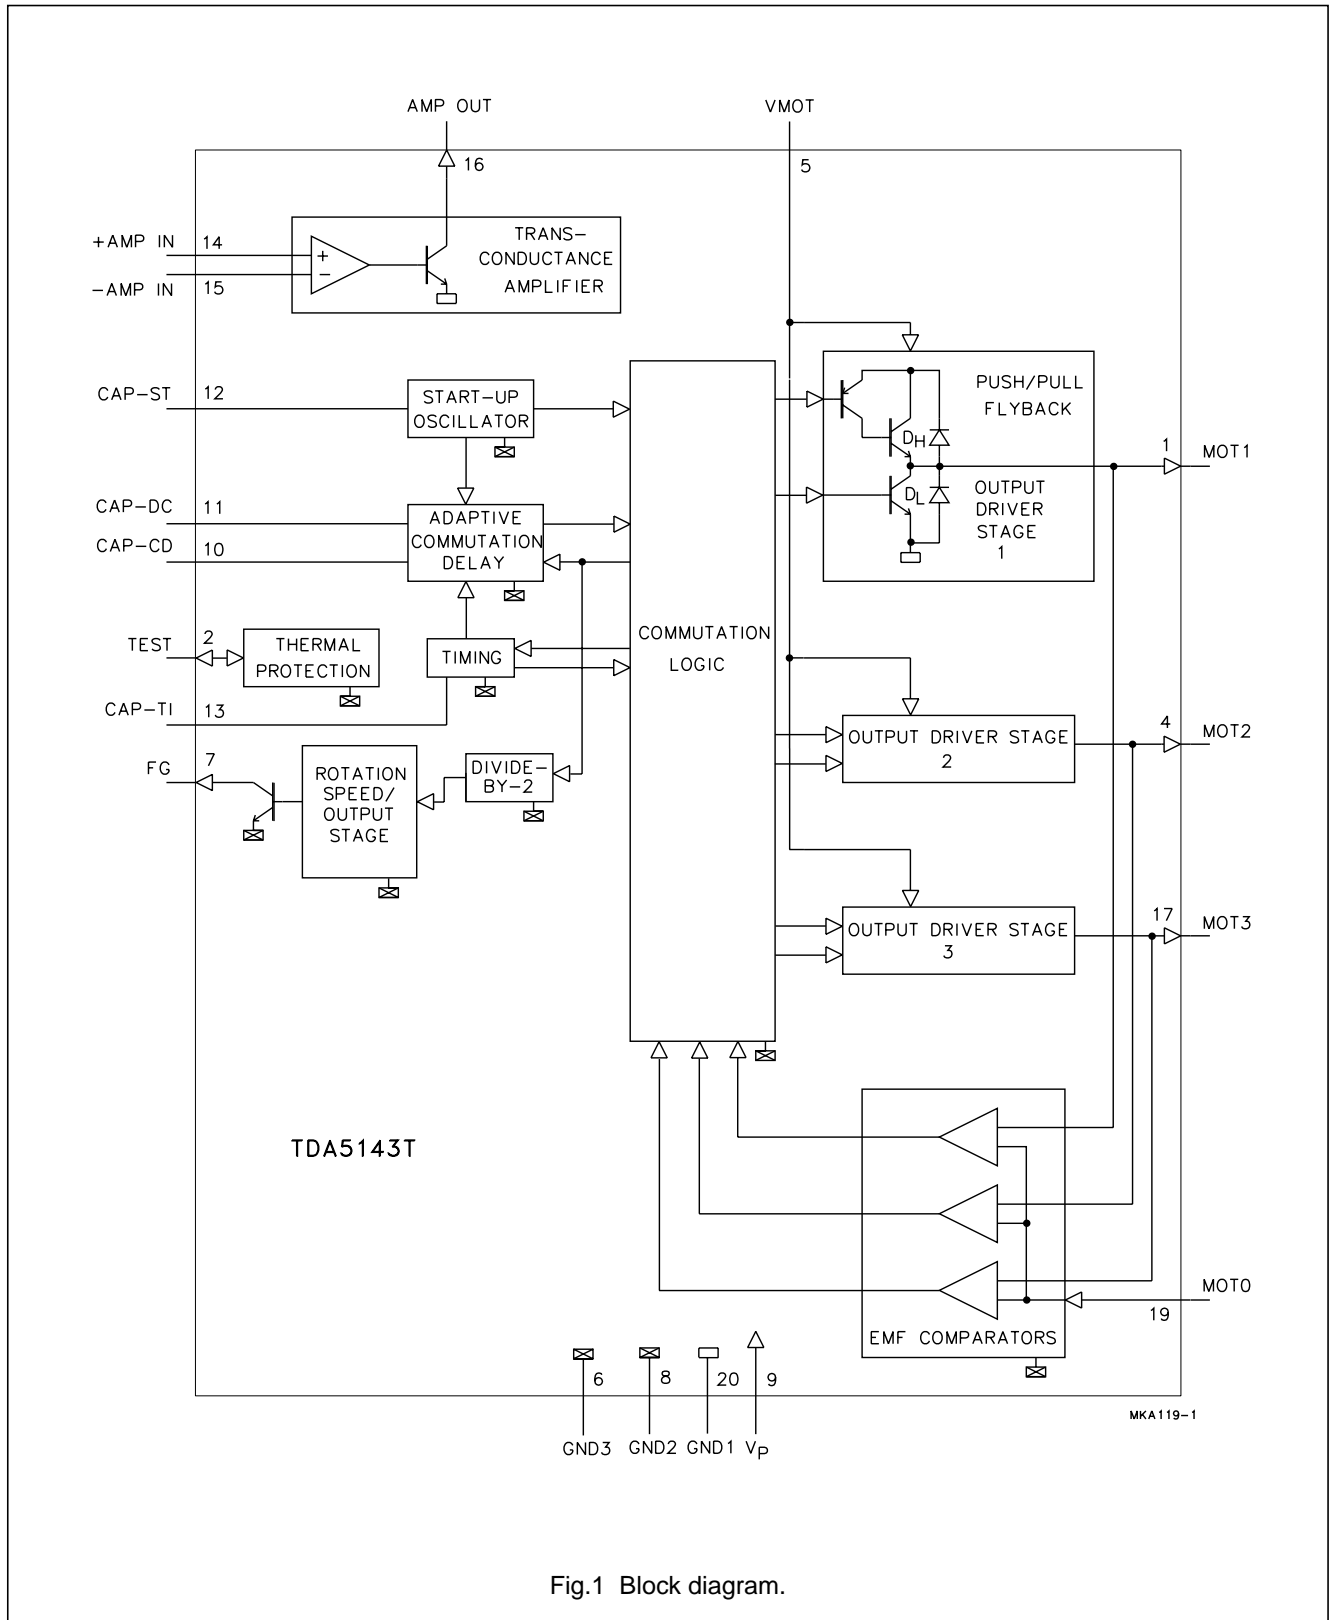 AMP OUT
VMOT
16
5
+AMP IN
14
-AMP IN
15
+
−
TRANS-
CONDUCTANCE
AMPLIFIER
CAP-ST
12
START-UP
OSCILLATOR
PUSH/PULL
FLYBACK
DH
DL
OUTPUT
DRIVER
STAGE
1
1
MOT1
CAP-DC
11
CAP-CD
10
ADAPTIVE
COMMUTATION
DELAY
TEST
2
THERMAL
PROTECTION
TIMING
COMMUTATION
LOGIC
CAP-TI
13
FG
7
ROTATION
SPEED/
OUTPUT
STAGE
DIVIDE-
BY-2
OUTPUT DRIVER STAGE
2
4
MOT2
OUTPUT DRIVER STAGE
3
17
MOT3
TDA5143T
EMF COMPARATORS
MOT0
19
6
8
20
9
GND3
GND2
GND1
VP
MKA119-1
Fig.1 Block diagram.